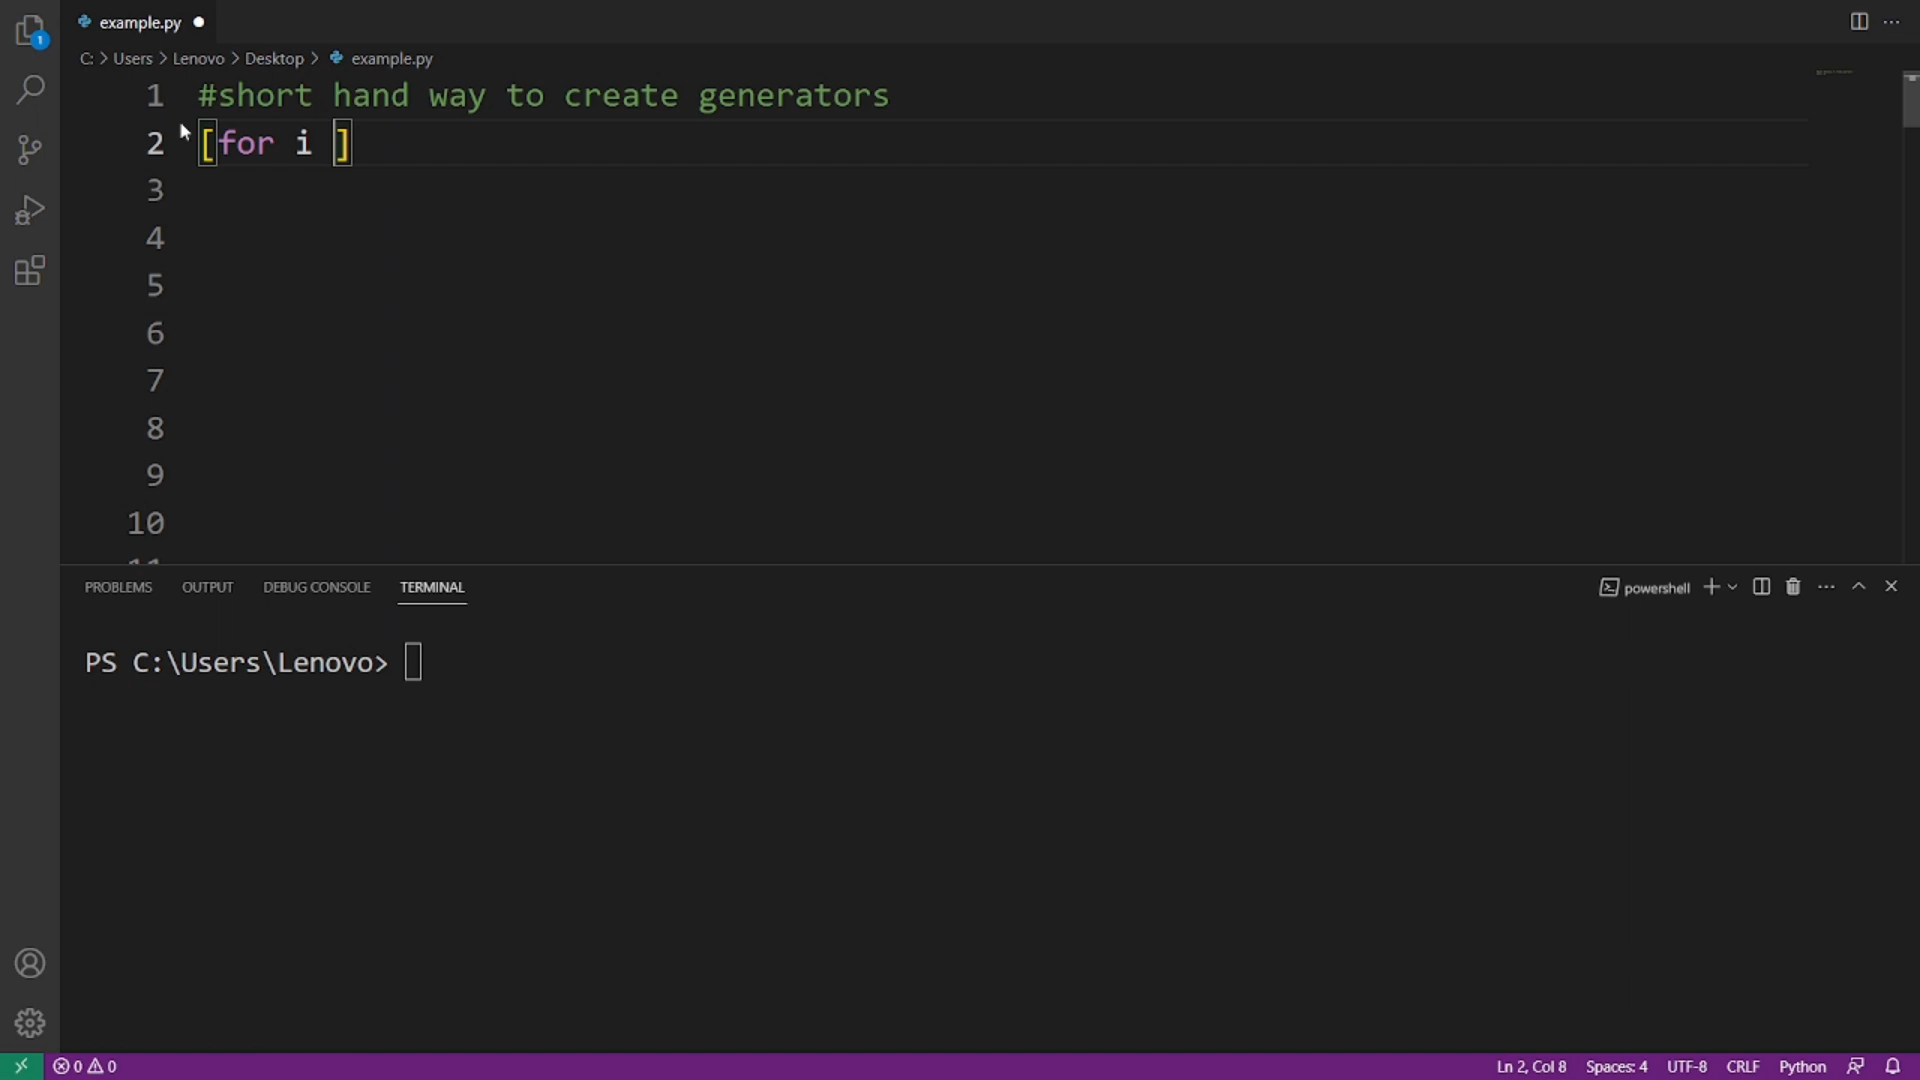 example.py
C: > Users > Lenovo > Desktop > example.py
1 #short hand way to create generators
2 [for i ]
3
4
5
6
7
8
9
10
11
PROBLEMS OUTPUT DEBUG CONSOLE TERMINAL powershell
PS C:\Users\Lenovo>
0 0 Ln 2, Col 8 Spaces: 4 UTF-8 CRLF Python
1